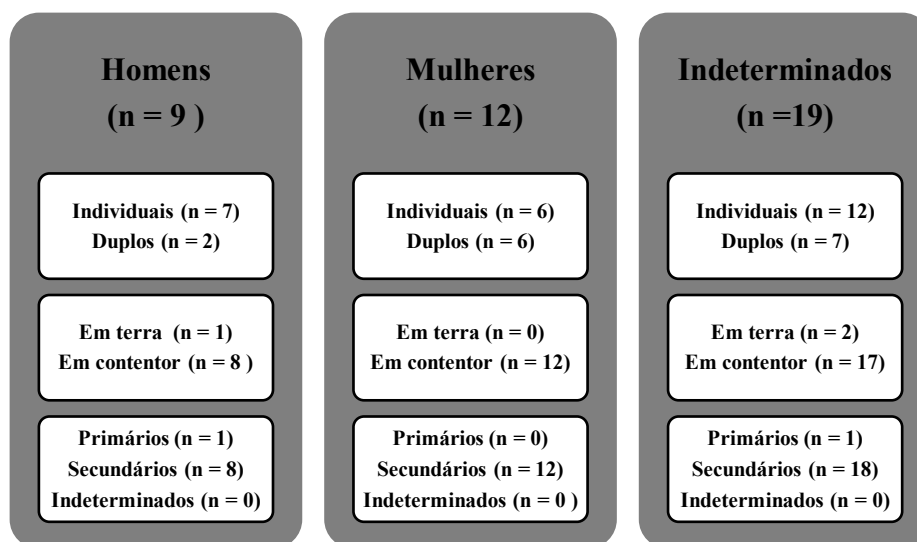 Homens
(n = 9 )
Individuais (n = 7)
Duplos (n = 2)
Em terra  (n = 1)
Em contentor (n = 8 )
Primários (n = 1)
Secundários (n = 8)
Indeterminados (n = 0)
Mulheres
(n = 12)
Individuais (n = 6)
Duplos (n = 6)
Em terra (n = 0)
Em contentor (n = 12)
Primários (n = 0)
Secundários (n = 12)
Indeterminados (n = 0 )
Indeterminados
(n =19)
Individuais (n = 12)
Duplos (n = 7)
Em terra (n = 2)
Em contentor (n = 17)
Primários (n = 1)
Secundários (n = 18)
Indeterminados (n = 0)